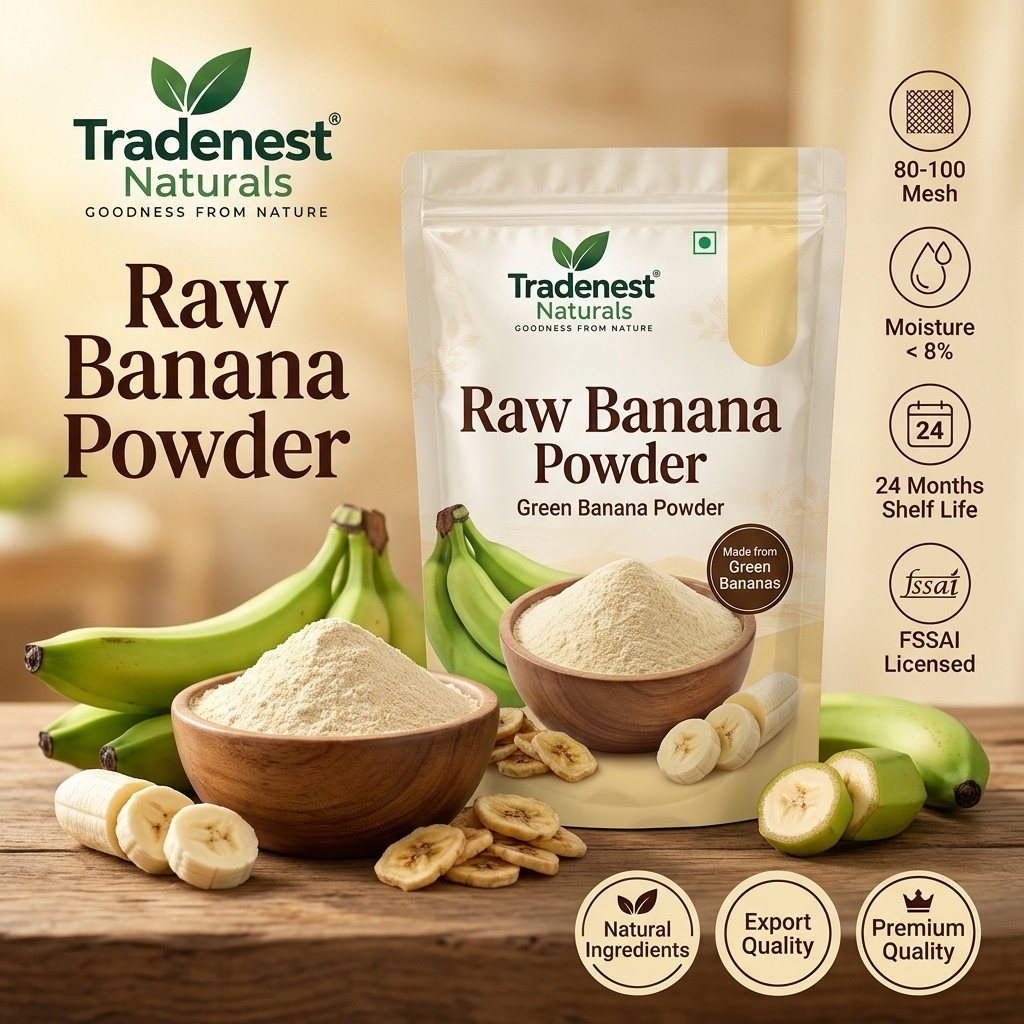 Tradenest®
Naturals
GOODNESS FROM NATURE
Raw
Banana
Powder
Tradenest®
Naturals
GOODNESS FROM NATURE
Raw Banana
Powder
Green Banana Powder
Made from
Green
Bananas
80-100
Mesh
Moisture
< 8%
24
24 Months
Shelf Life
fssai
FSSAI
Licensed
Natural
Ingredients
Export
Quality
Premium
Quality